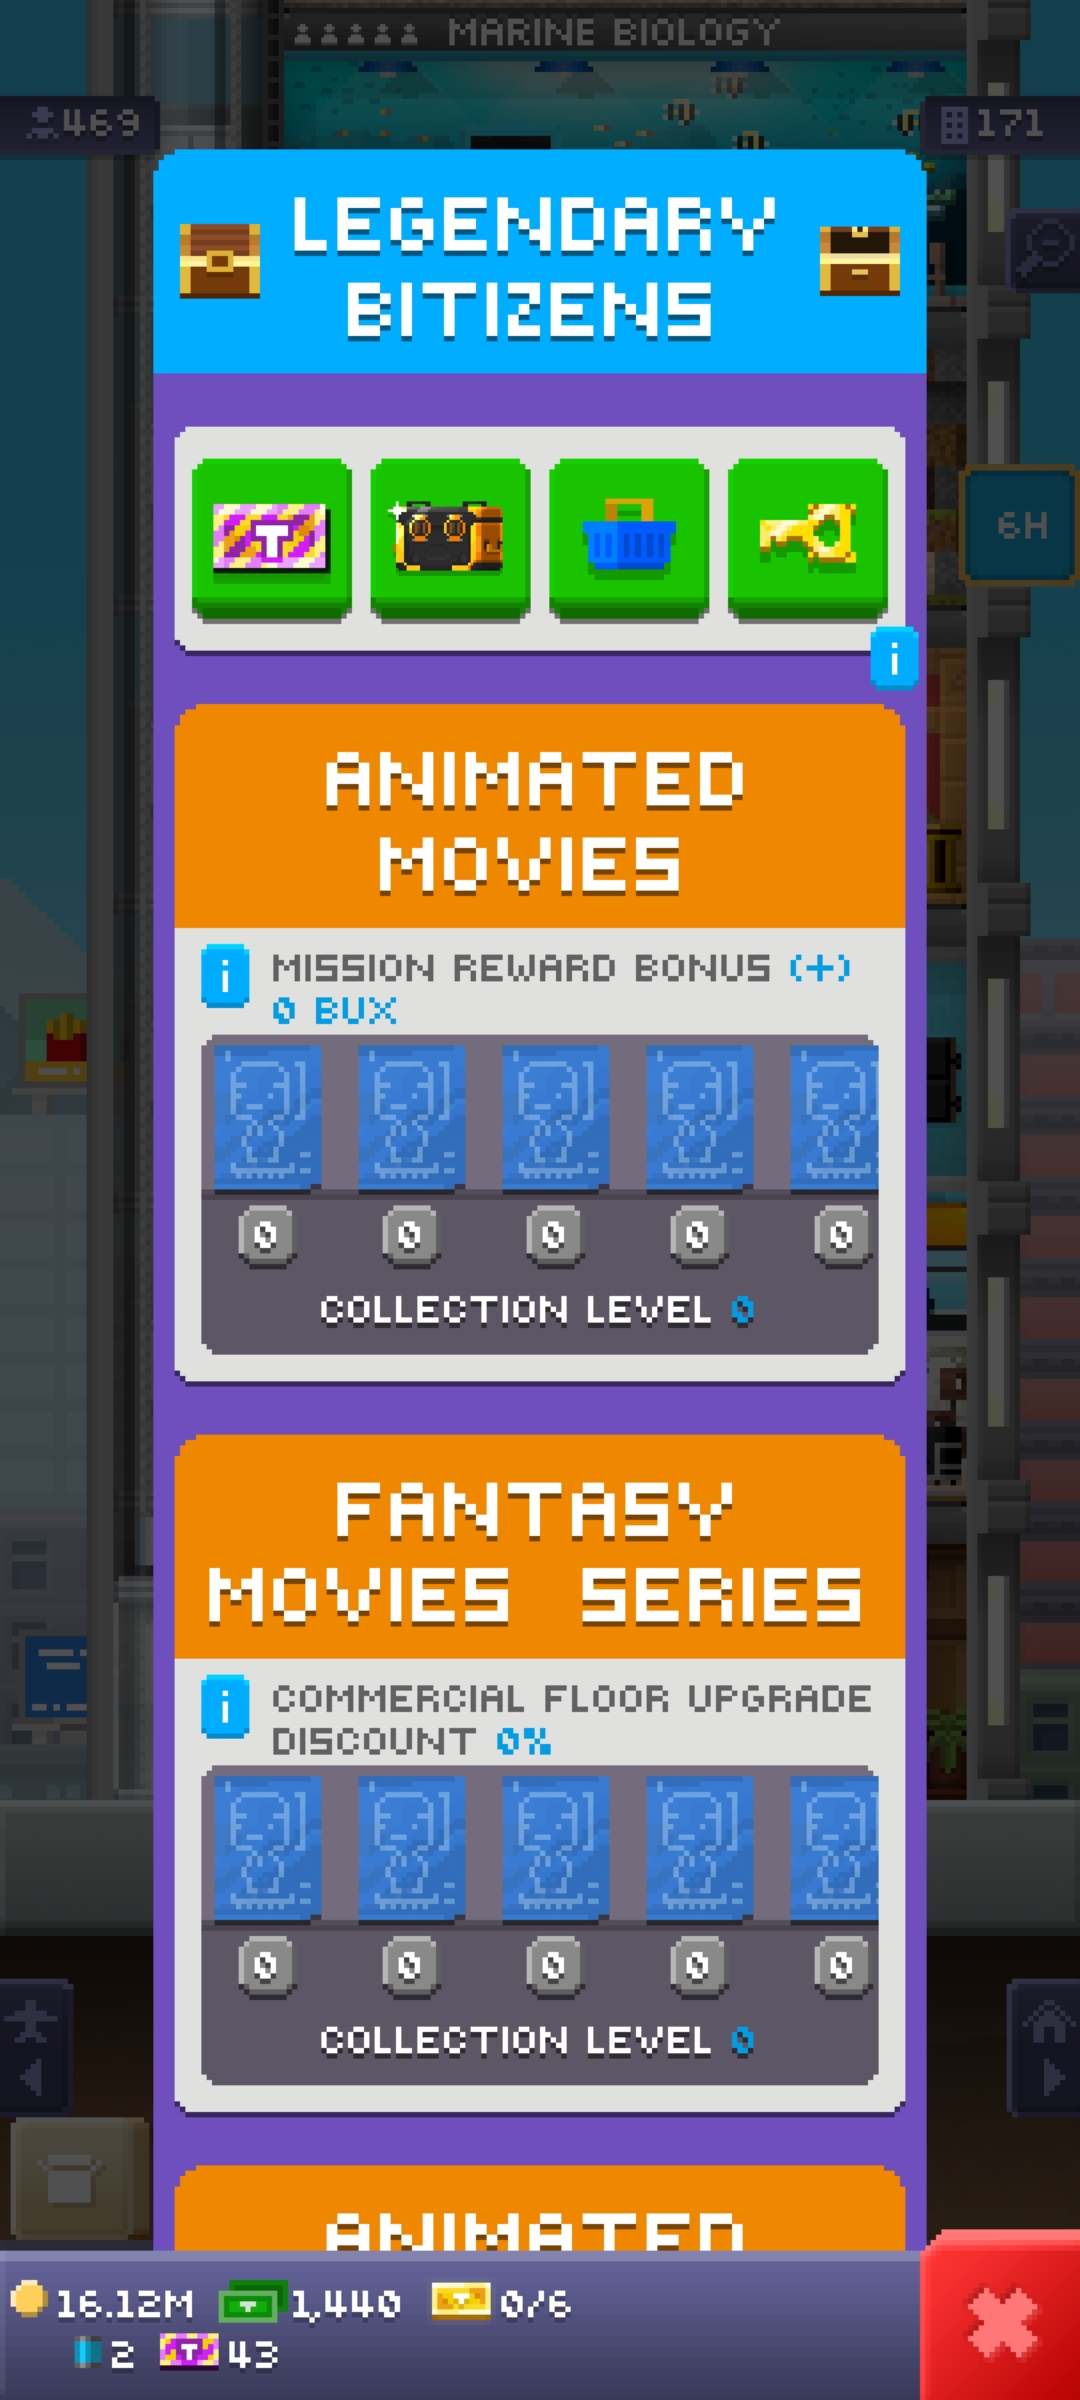 MARINE BIOLOGY
469
171
LEGENDARY
BITIZENS
T
6H
i
ANIMATED
MOVIES
i MISSION REWARD BONUS (+)
0 BUX
0 0 0 0 0
COLLECTION LEVEL 0
FANTASY
MOVIES SERIES
i COMMERCIAL FLOOR UPGRADE
DISCOUNT 0%
0 0 0 0 0
COLLECTION LEVEL 0
ANIMATED
16.12M 1,440 0/6
2 T 43